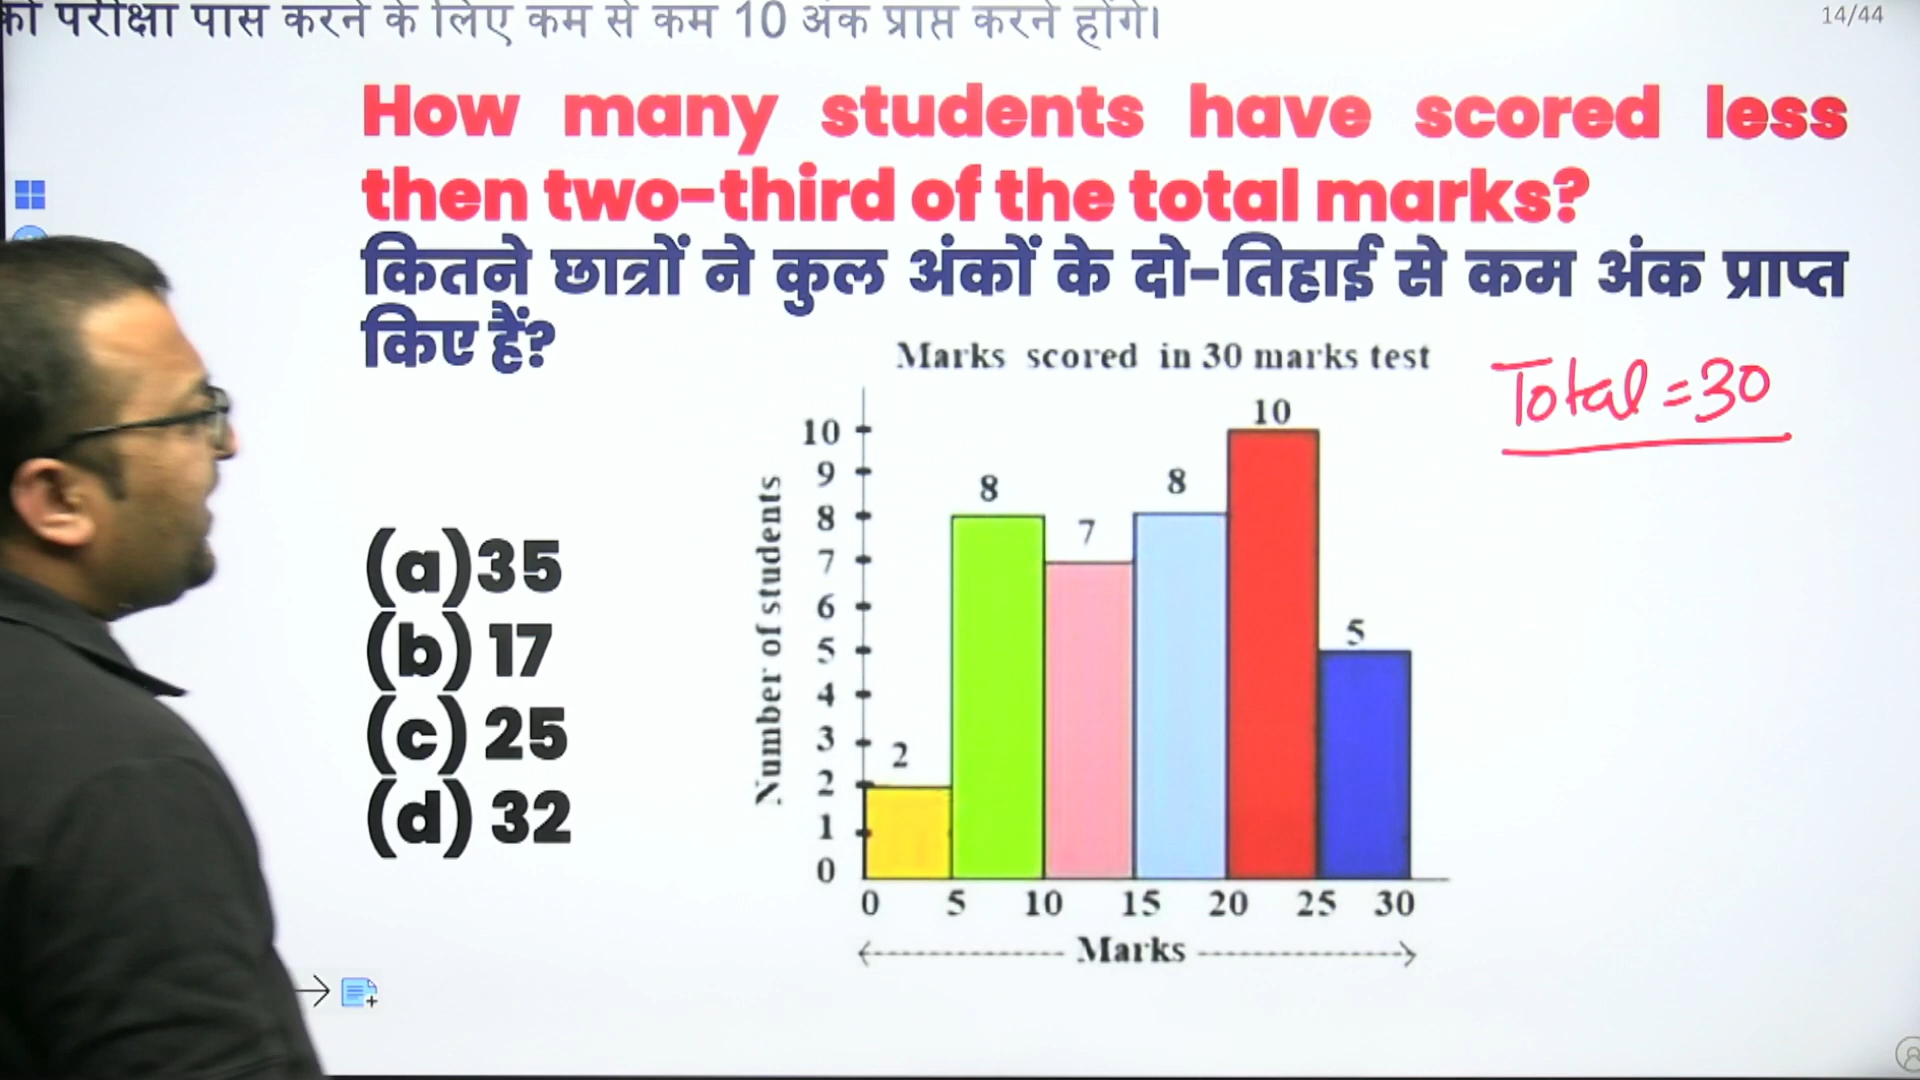 को परीक्षा पास करने के लिए कम से कम 10 अंक प्राप्त करने होंगे।
14/44
How many students have scored less
then two-third of the total marks?
कितने छात्रों ने कुल अंकों के दो-तिहाई से कम अंक प्राप्त
किए हैं?
Marks scored in 30 marks test
Total = 30
(a)35
(b) 17
(c) 25
(d) 32
Number of students
10
9
8
7
6
5
4
3
2
1
0
2
8
7
8
10
5
0 5 10 15 20 25 30
Marks